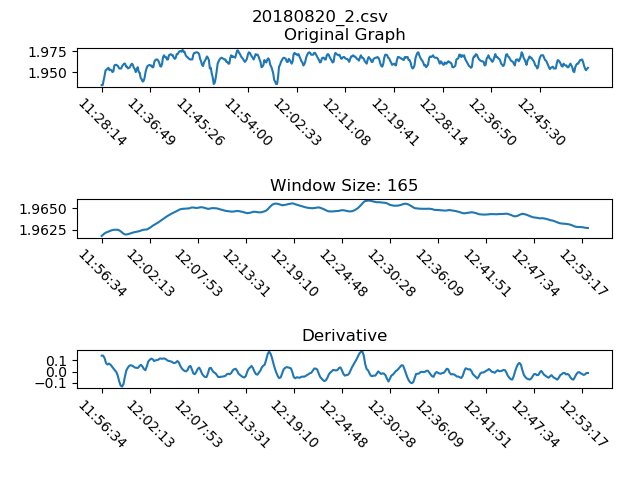 20180820_2.csv
Original Graph
1.975
1.950
11:28:14 11:36:49 11:45:26 11:54:00 12:02:33 12:11:08 12:19:41 12:28:14 12:36:50 12:45:30
Window Size: 165
1.9650
1.9625
11:56:34 12:02:13 12:07:53 12:13:31 12:19:10 12:24:48 12:30:28 12:36:09 12:41:51 12:47:34 12:53:17
Derivative
0.1
0.0
−0.1
11:56:34 12:02:13 12:07:53 12:13:31 12:19:10 12:24:48 12:30:28 12:36:09 12:41:51 12:47:34 12:53:17